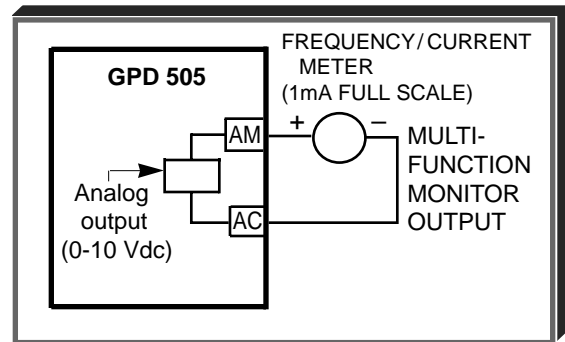 FREQUENCY/CURRENT
METER
(1mA FULL SCALE)
GPD 505
AM
+
–
MULTI-
FUNCTION
MONITOR
OUTPUT
Analog
output
(0-10 Vdc)
AC